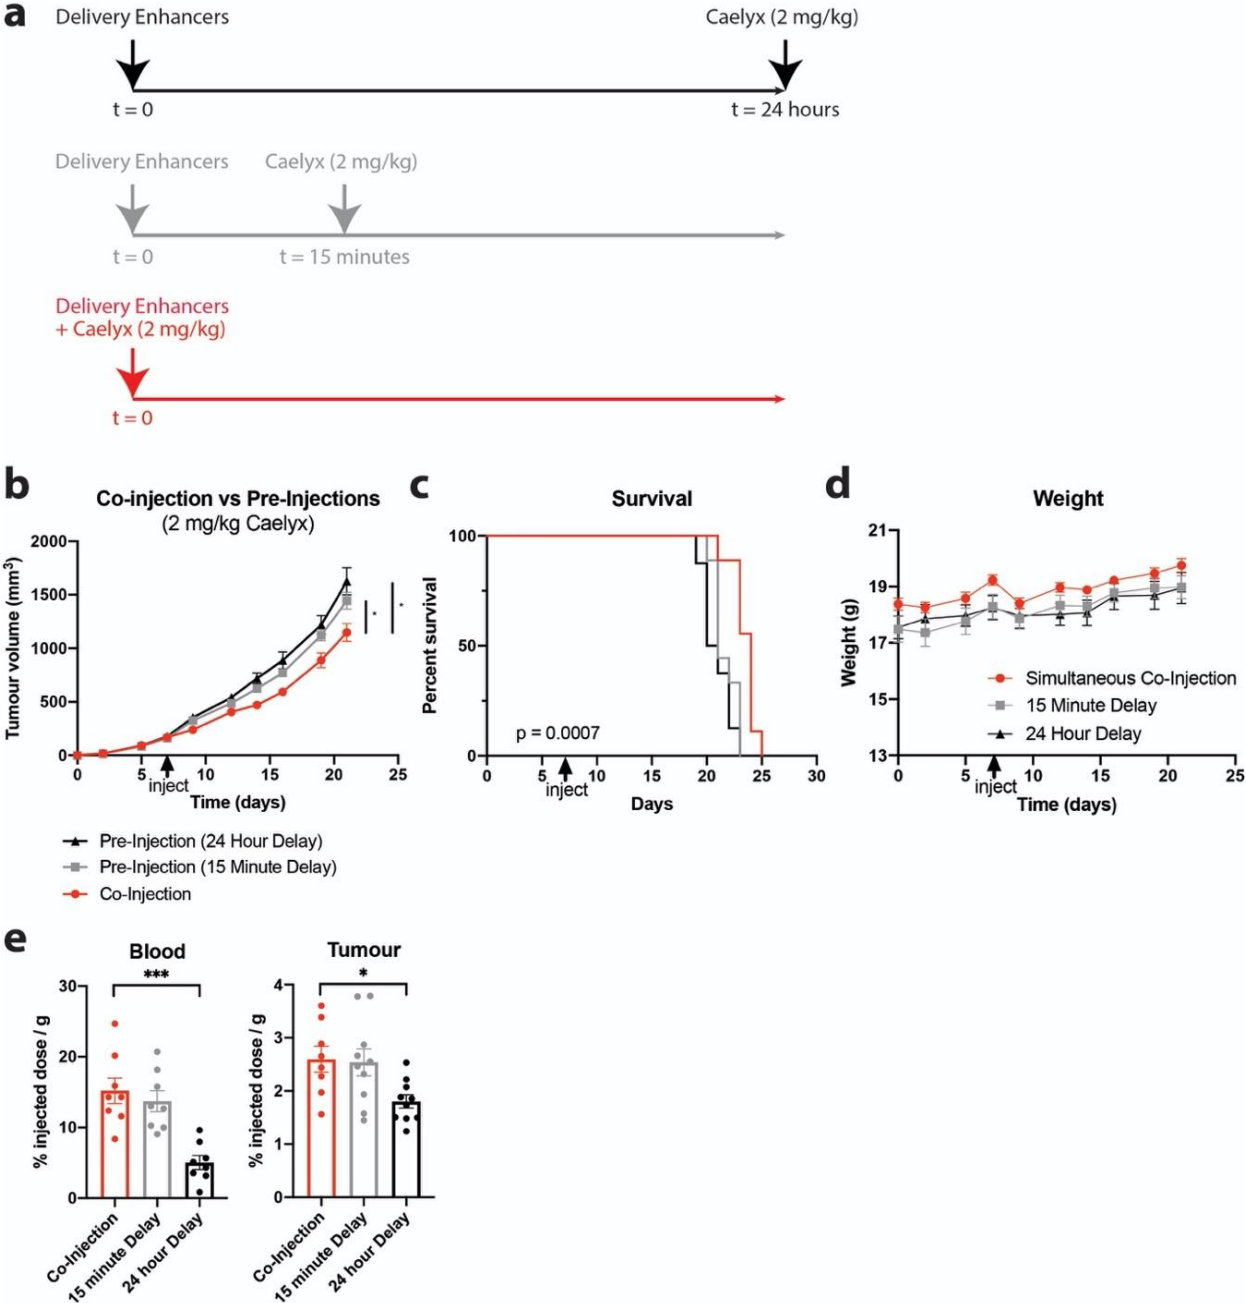 a
Delivery Enhancers
Caelyx (2 mg/kg)
t = 0
t = 24 hours
Delivery Enhancers
Caelyx (2 mg/kg)
t = 0
t = 15 minutes
Delivery Enhancers
+ Caelyx (2 mg/kg)
t = 0
b
Co-injection vs Pre-Injections
(2 mg/kg Caelyx)
Tumour volume (mm³)
2000
1500
1000
500
0
0
5
10
15
20
25
inject
Time (days)
*
*
Pre-Injection (24 Hour Delay)
Pre-Injection (15 Minute Delay)
Co-Injection
c
Survival
Percent survival
100
50
0
p = 0.0007
0
5
10
15
20
25
30
inject
Days
d
Weight
Weight (g)
21
19
17
15
13
Simultaneous Co-Injection
15 Minute Delay
24 Hour Delay
0
5
10
15
20
25
inject
Time (days)
e
Blood
***
% injected dose / g
30
20
10
0
Co-Injection
15 minute Delay
24 hour Delay
Tumour
*
% injected dose / g
4
3
2
1
0
Co-Injection
15 minute Delay
24 hour Delay